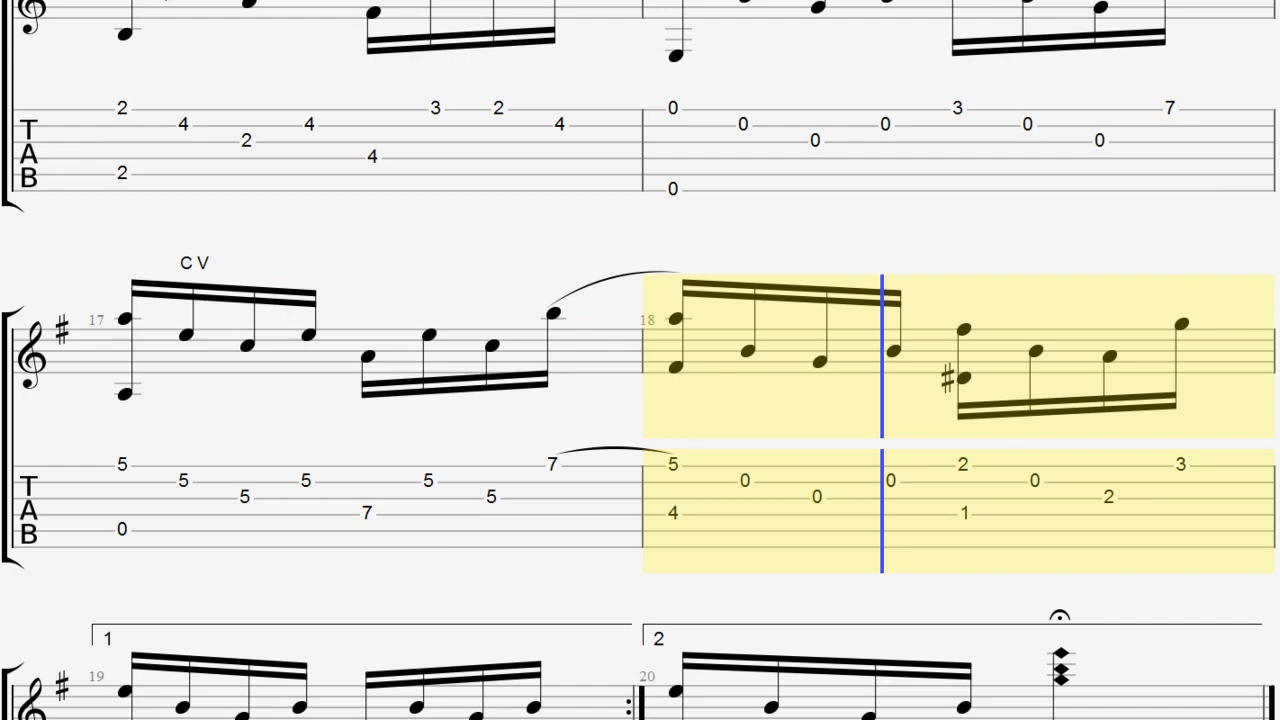 2 4 2 4 4 3 2 4 0 0 0 0 3 0 0 7
T
A
B
2 0
C V
17 18
5 5 5 5 7 5 5 7 5 0 0 0 2 0 2 3
T
A
B
0 4 1
1 2
19 20